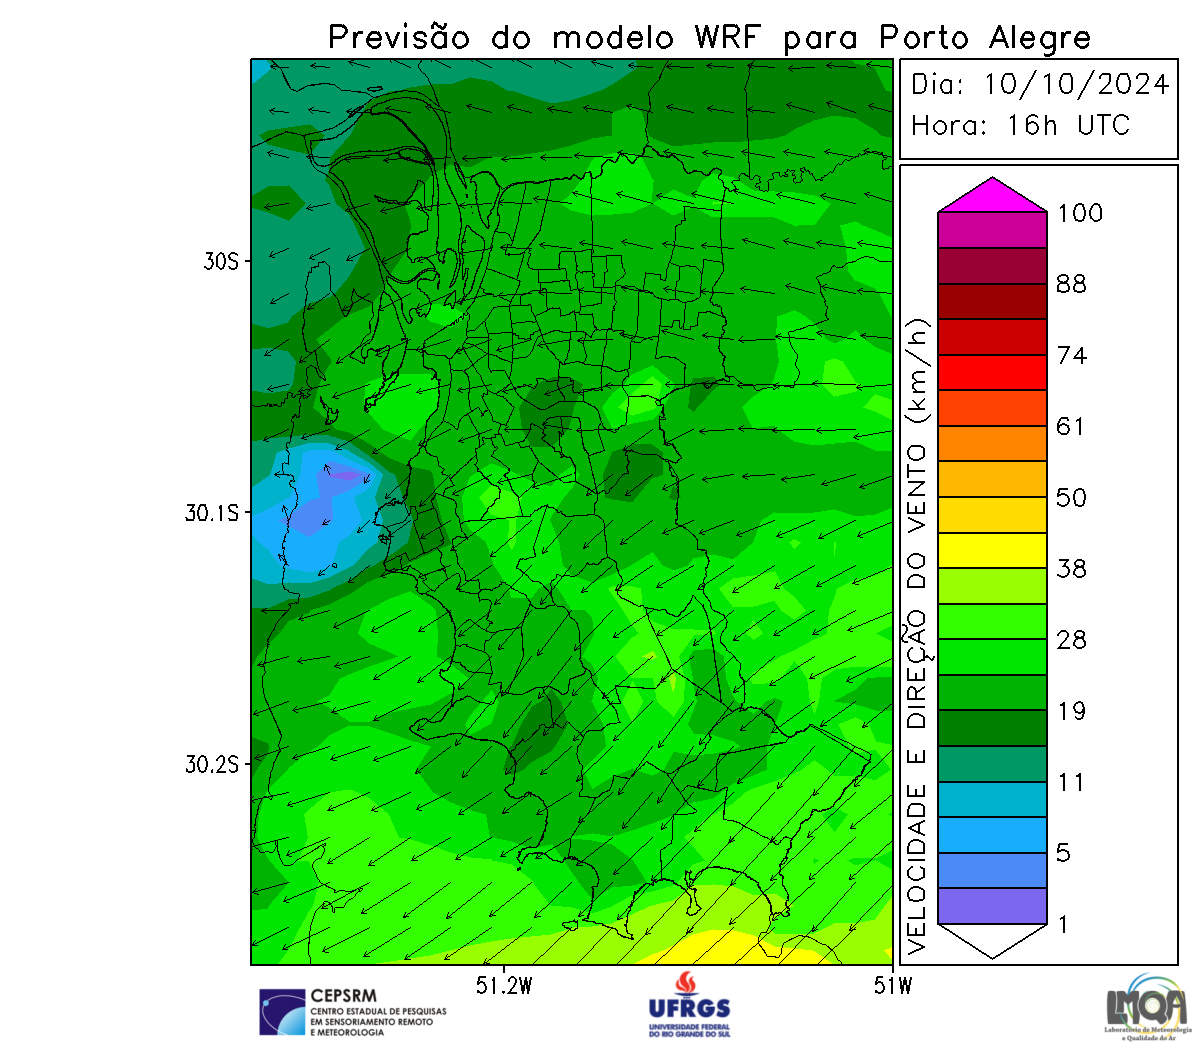 Previsão do modelo WRF para Porto Alegre
Dia: 10/10/2024
Hora: 16h UTC
30S
30.1S
30.2S
51.2W
51W
VELOCIDADE E DIREÇÃO DO VENTO (km/h)
100
88
74
61
50
38
28
19
11
5
1
CEPSRM
CENTRO ESTADUAL DE PESQUISAS
EM SENSORIAMENTO REMOTO
E METEOROLOGIA
UFRGS
UNIVERSIDADE FEDERAL
DO RIO GRANDE DO SUL
LMQA
Laboratório de Meteorologia
e Qualidade do Ar